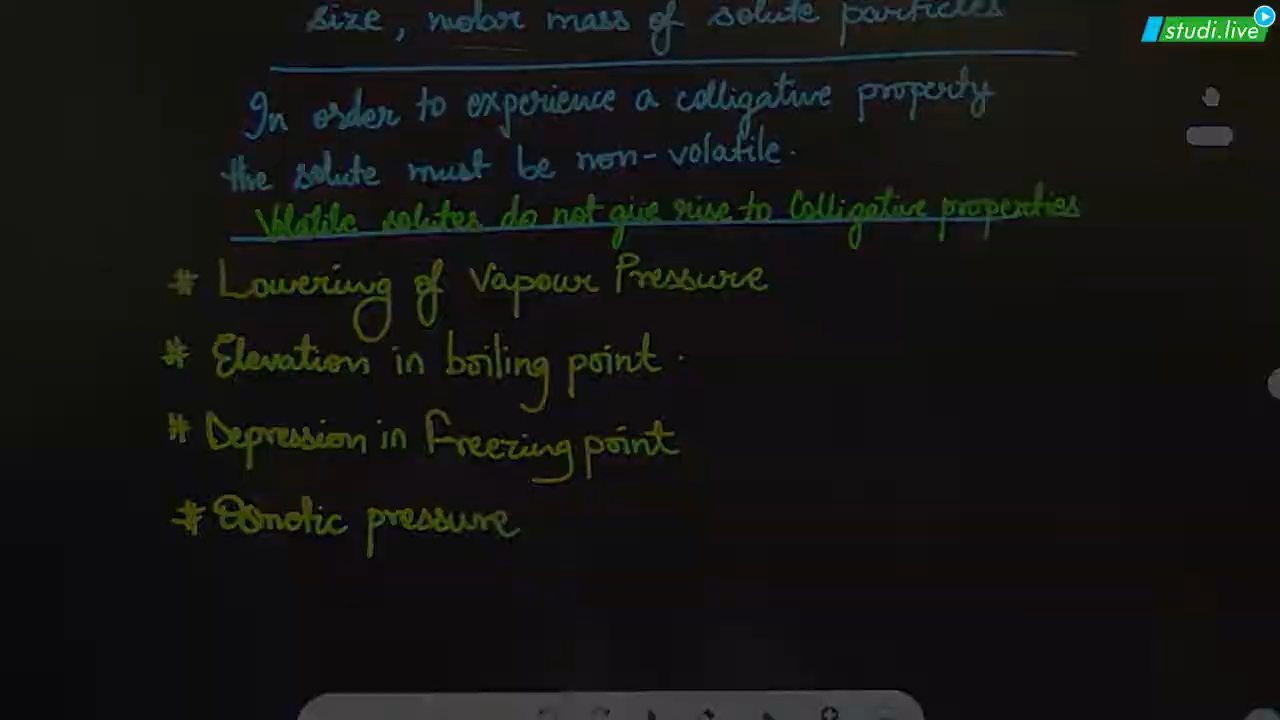 size, molar mass of solute particles
studi.live
In order to experience a colligative property
the solute must be non-volatile.
Volatile solutes do not give rise to Colligative properties
# Lowering of Vapour Pressure
# Elevation in boiling point.
# Depression in Freezing point
# Osmotic pressure